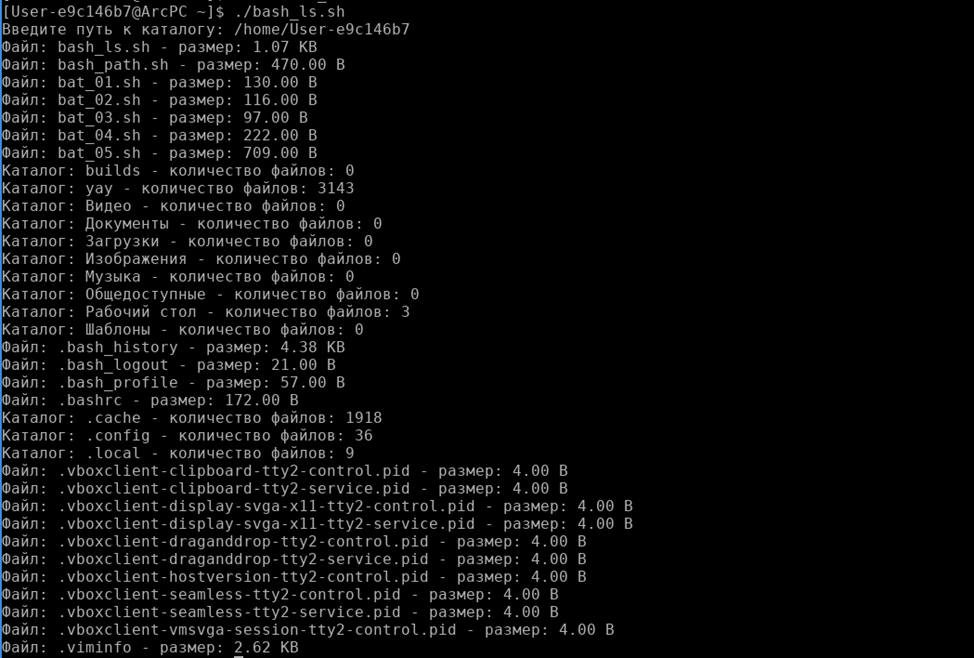 [User-e9c146b7@ArcPC ~]$ ./bash_ls.sh
Введите путь к каталогу: /home/User-e9c146b7
Файл: bash_ls.sh - размер: 1.07 KB
Файл: bash_path.sh - размер: 470.00 B
Файл: bat_01.sh - размер: 130.00 B
Файл: bat_02.sh - размер: 116.00 B
Файл: bat_03.sh - размер: 97.00 B
Файл: bat_04.sh - размер: 222.00 B
Файл: bat_05.sh - размер: 709.00 B
Каталог: builds - количество файлов: 0
Каталог: yay - количество файлов: 3143
Каталог: Видео - количество файлов: 0
Каталог: Документы - количество файлов: 0
Каталог: Загрузки - количество файлов: 0
Каталог: Изображения - количество файлов: 0
Каталог: Музыка - количество файлов: 0
Каталог: Общедоступные - количество файлов: 0
Каталог: Рабочий стол - количество файлов: 3
Каталог: Шаблоны - количество файлов: 0
Файл: .bash_history - размер: 4.38 KB
Файл: .bash_logout - размер: 21.00 B
Файл: .bash_profile - размер: 57.00 B
Файл: .bashrc - размер: 172.00 B
Каталог: .cache - количество файлов: 1918
Каталог: .config - количество файлов: 36
Каталог: .local - количество файлов: 9
Файл: .vboxclient-clipboard-tty2-control.pid - размер: 4.00 B
Файл: .vboxclient-clipboard-tty2-service.pid - размер: 4.00 B
Файл: .vboxclient-display-svga-x11-tty2-control.pid - размер: 4.00 B
Файл: .vboxclient-display-svga-x11-tty2-service.pid - размер: 4.00 B
Файл: .vboxclient-draganddrop-tty2-control.pid - размер: 4.00 B
Файл: .vboxclient-draganddrop-tty2-service.pid - размер: 4.00 B
Файл: .vboxclient-hostversion-tty2-control.pid - размер: 4.00 B
Файл: .vboxclient-seamless-tty2-control.pid - размер: 4.00 B
Файл: .vboxclient-seamless-tty2-service.pid - размер: 4.00 B
Файл: .vboxclient-vmsvga-session-tty2-control.pid - размер: 4.00 B
Файл: .viminfo - размер: 2.62 KB